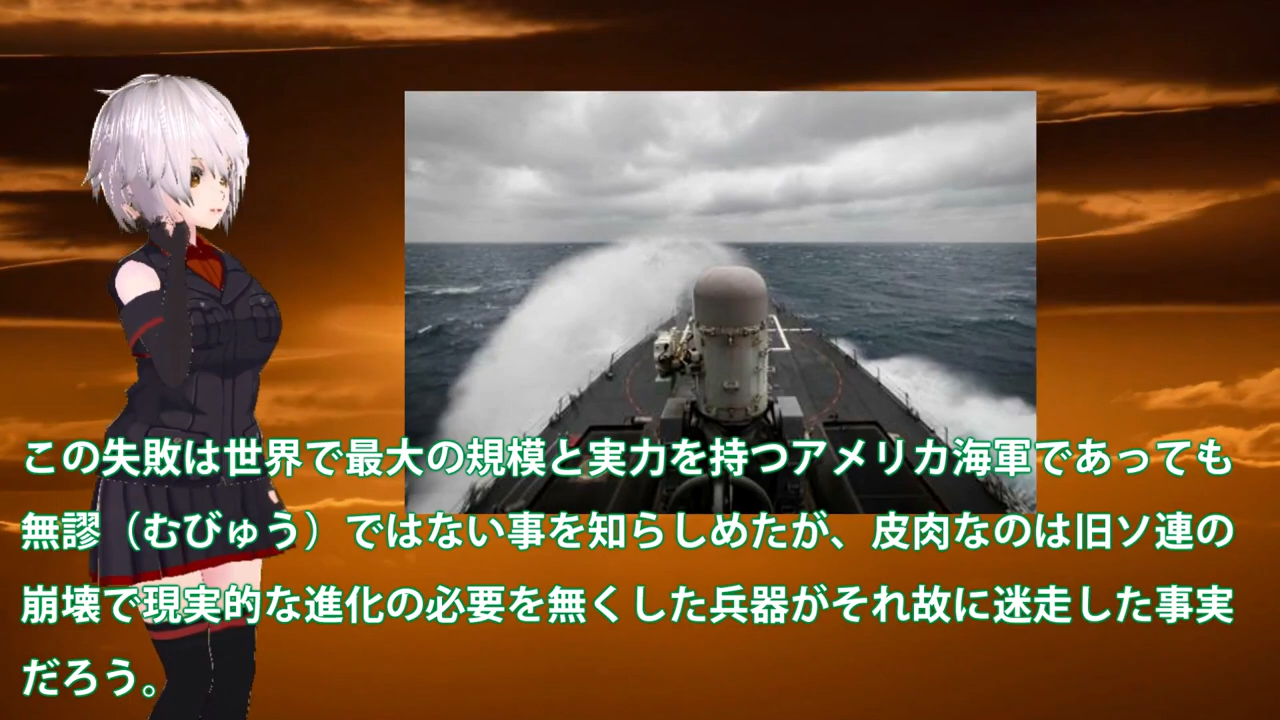 この失敗は世界で最大の規模と実力を持つアメリカ海軍であっても
無謬（むびゅう）ではない事を知らしめたが、皮肉なのは旧ソ連の
崩壊で現実的な進化の必要を無くした兵器がそれ故に迷走した事実
だろう。